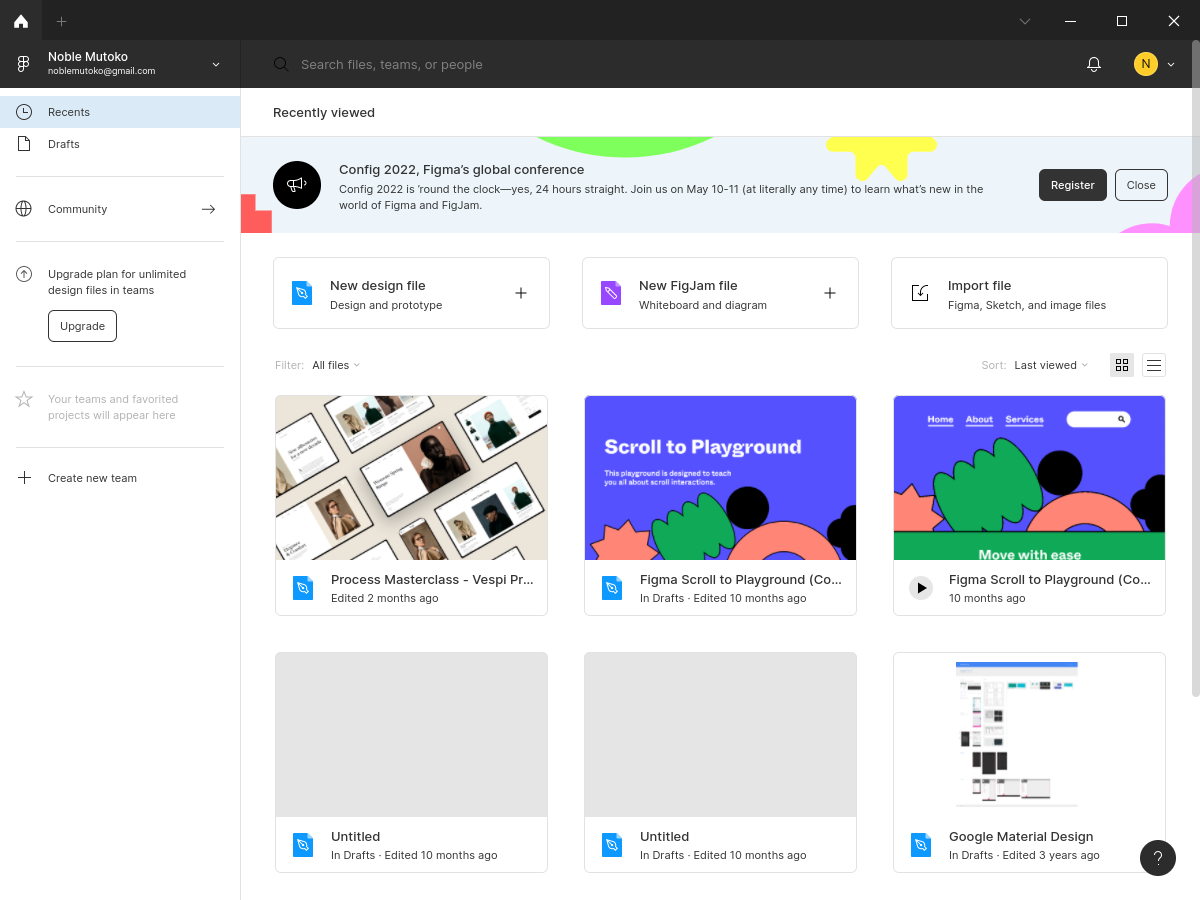 Noble Mutoko
noblemutoko@gmail.com
Search files, teams, or people
N
Recents
Drafts
Community
Upgrade plan for unlimited
design files in teams
Upgrade
Your teams and favorited
projects will appear here
Create new team
Recently viewed
Config 2022, Figma's global conference
Config 2022 is 'round the clock—yes, 24 hours straight. Join us on May 10-11 (at literally any time) to learn what's new in the
world of Figma and FigJam.
Register
Close
New design file
Design and prototype
New FigJam file
Whiteboard and diagram
Import file
Figma, Sketch, and image files
Filter: All files
Sort: Last viewed
Scroll to Playground
This playground is designed to teach
you all about scroll interactions.
Home About Services
Move with ease
Process Masterclass - Vespi Pr...
Edited 2 months ago
Figma Scroll to Playground (Co...
In Drafts · Edited 10 months ago
Figma Scroll to Playground (Co...
10 months ago
Untitled
In Drafts · Edited 10 months ago
Untitled
In Drafts · Edited 10 months ago
Google Material Design
In Drafts · Edited 3 years ago
?